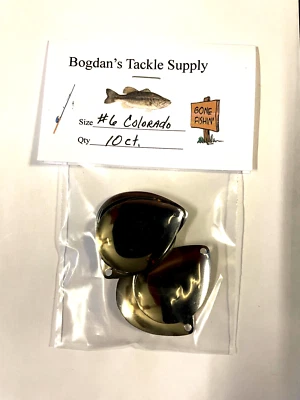 Bogdan's Tackle Supply
Size #6 COLORADO
Qty 10 ct.
GONE
FISHIN'